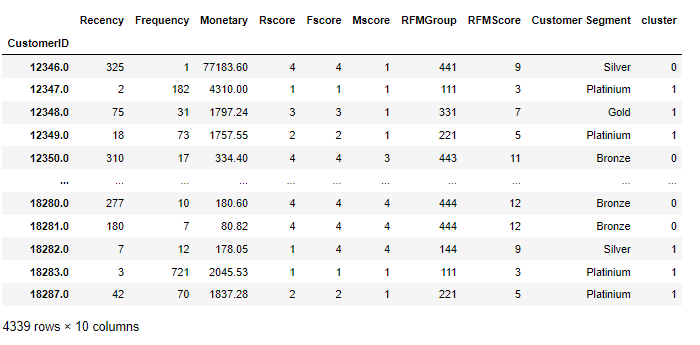 Recency Frequency Monetary Rscore Fscore Mscore RFMGroup RFMScore Customer Segment cluster
CustomerID
12346.0 325 1 77183.60 4 4 1 441 9 Silver 0
12347.0 2 182 4310.00 1 1 1 111 3 Platinium 1
12348.0 75 31 1797.24 3 3 1 331 7 Gold 1
12349.0 18 73 1757.55 2 2 1 221 5 Platinium 1
12350.0 310 17 334.40 4 4 3 443 11 Bronze 0
... ... ... ... ... ... ... ... ... ... ...
18280.0 277 10 180.60 4 4 4 444 12 Bronze 0
18281.0 180 7 80.82 4 4 4 444 12 Bronze 0
18282.0 7 12 178.05 1 4 4 144 9 Silver 1
18283.0 3 721 2045.53 1 1 1 111 3 Platinium 1
18287.0 42 70 1837.28 2 2 1 221 5 Platinium 1
4339 rows × 10 columns